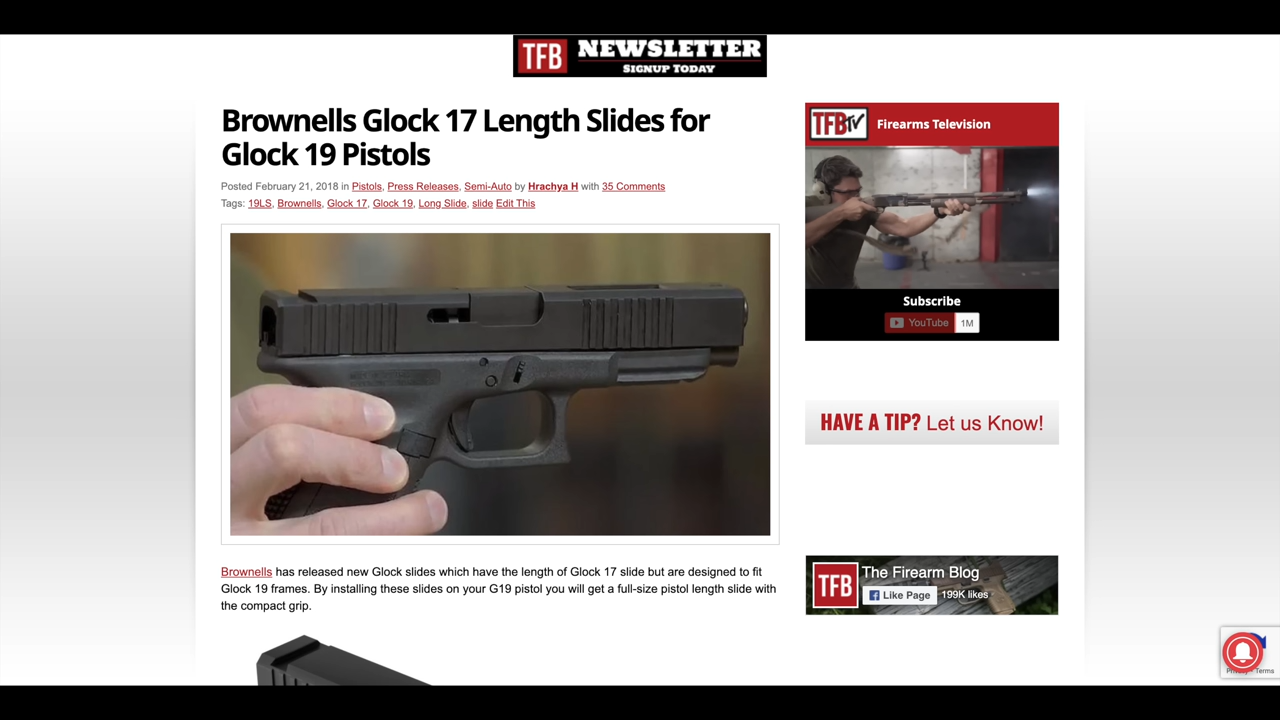 TFB NEWSLETTER
SIGNUP TODAY
Brownells Glock 17 Length Slides for
Glock 19 Pistols
Posted February 21, 2018 in Pistols, Press Releases, Semi-Auto by Hrachya H with 35 Comments
Tags: 19LS, Brownells, Glock 17, Glock 19, Long Slide, slide Edit This
Brownells has released new Glock slides which have the length of Glock 17 slide but are designed to fit
Glock 19 frames. By installing these slides on your G19 pistol you will get a full-size pistol length slide with
the compact grip.
TFBTV Firearms Television
Subscribe
YouTube 1M
HAVE A TIP? Let us Know!
TFB The Firearm Blog
Like Page 199K likes
Terms